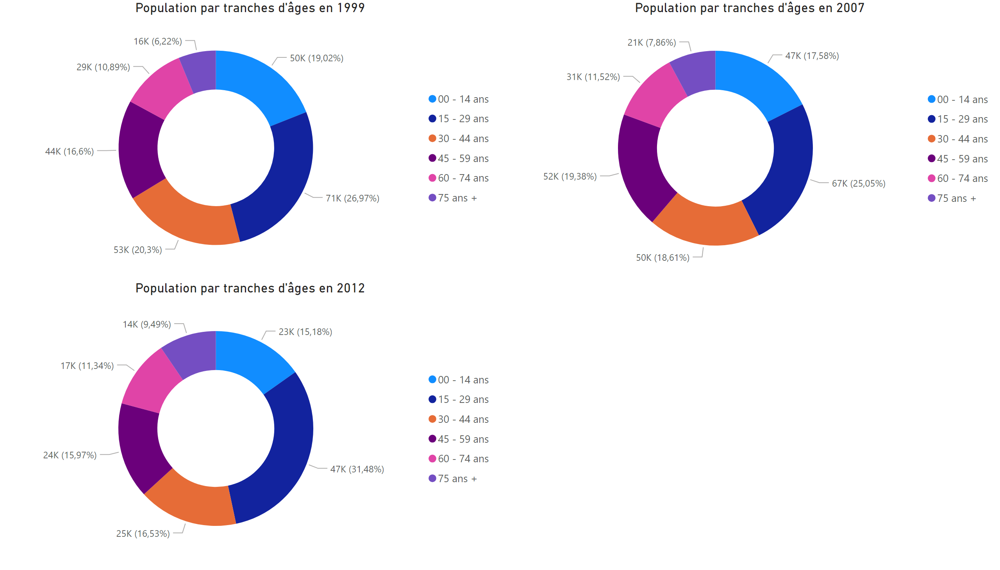 Population par tranches d'âges en 1999
16K (6,22%)
50K (19,02%)
29K (10,89%)
44K (16,6%)
71K (26,97%)
53K (20,3%)
00 - 14 ans
15 - 29 ans
30 - 44 ans
45 - 59 ans
60 - 74 ans
75 ans +
Population par tranches d'âges en 2007
21K (7,86%)
47K (17,58%)
31K (11,52%)
52K (19,38%)
67K (25,05%)
50K (18,61%)
00 - 14 ans
15 - 29 ans
30 - 44 ans
45 - 59 ans
60 - 74 ans
75 ans +
Population par tranches d'âges en 2012
14K (9,49%)
23K (15,18%)
17K (11,34%)
24K (15,97%)
47K (31,48%)
25K (16,53%)
00 - 14 ans
15 - 29 ans
30 - 44 ans
45 - 59 ans
60 - 74 ans
75 ans +